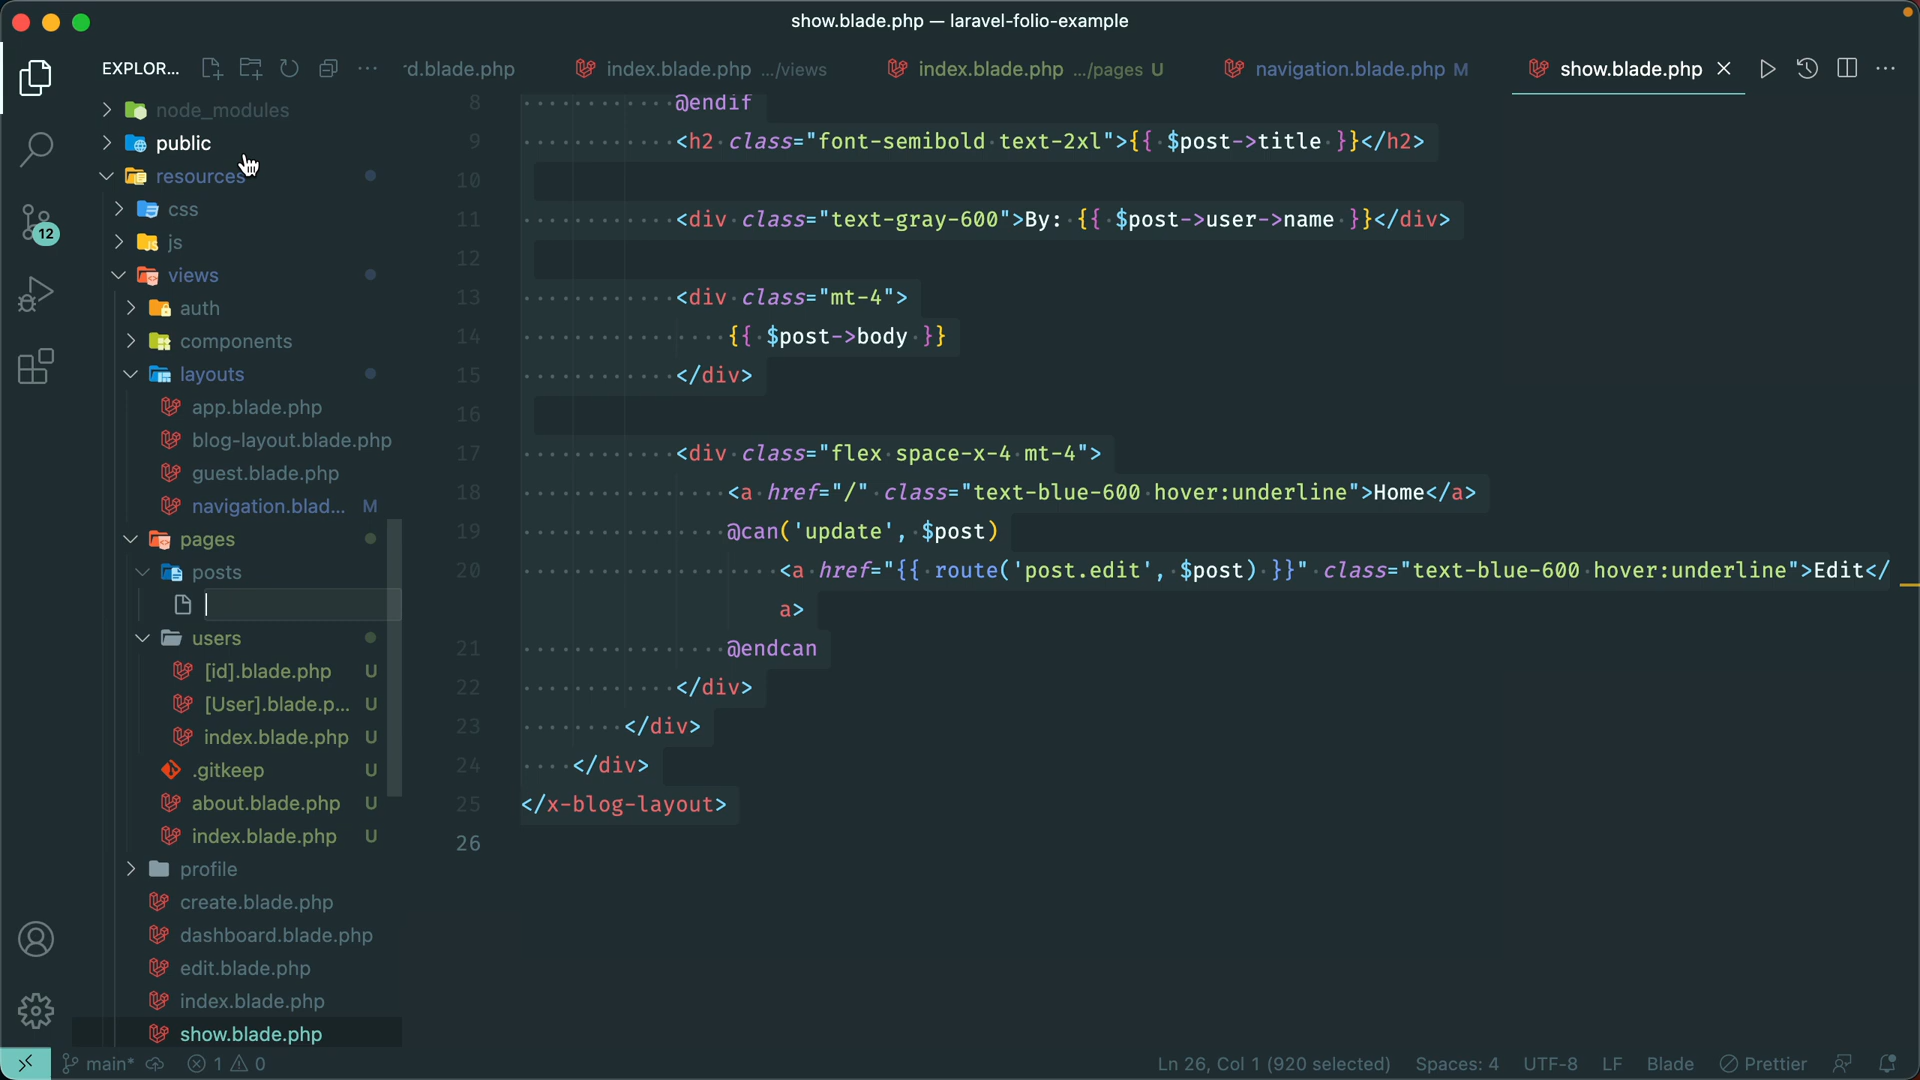 show.blade.php — laravel-folio-example
EXPLOR...
rd.blade.php
index.blade.php .../views
index.blade.php .../pages U
navigation.blade.php M
show.blade.php
node_modules
public
resources
css
js
views
auth
components
layouts
app.blade.php
blog-layout.blade.php
guest.blade.php
navigation.blad... M
pages
posts
users
[id].blade.php U
[User].blade.p... U
index.blade.php U
.gitkeep U
about.blade.php U
index.blade.php U
profile
create.blade.php
dashboard.blade.php
edit.blade.php
index.blade.php
show.blade.php
12
8 @endif
9 <h2 class="font-semibold text-2xl">{{ $post->title }}</h2>
10
11 <div class="text-gray-600">By: {{ $post->user->name }}</div>
12
13 <div class="mt-4">
14 {{ $post->body }}
15 </div>
16
17 <div class="flex space-x-4 mt-4">
18 <a href="/" class="text-blue-600 hover:underline">Home</a>
19 @can('update', $post)
20 <a href="{{ route('post.edit', $post) }}" class="text-blue-600 hover:underline">Edit</
a>
21 @endcan
22 </div>
23 </div>
24 </div>
25 </x-blog-layout>
26
main* 1 0
Ln 26, Col 1 (920 selected) Spaces: 4 UTF-8 LF Blade Prettier